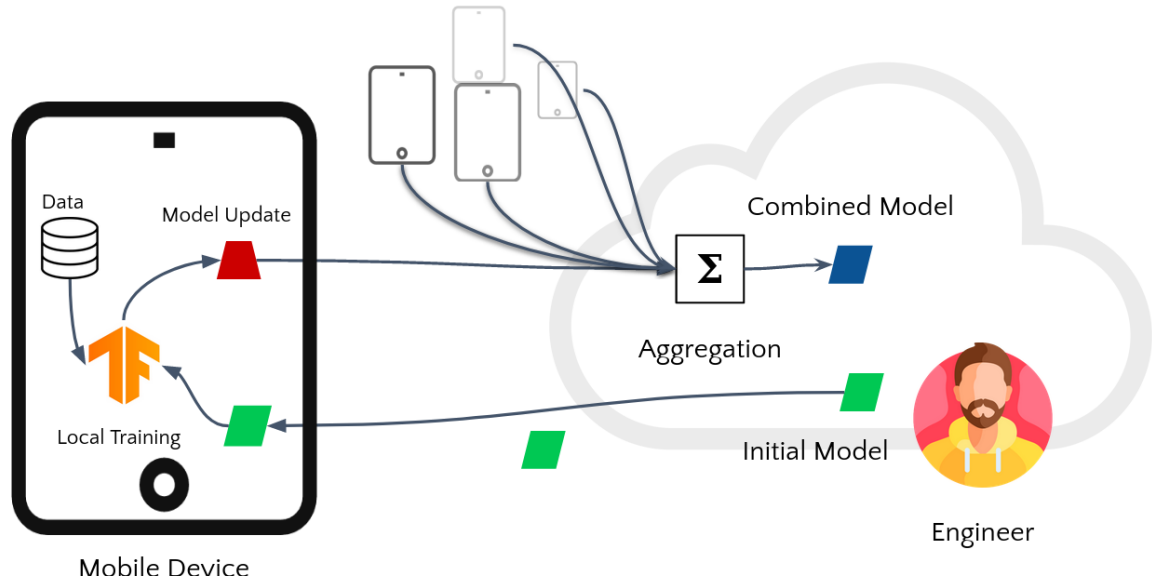 Data
Model Update
Local Training
Mobile Device
Σ
Aggregation
Combined Model
Initial Model
Engineer